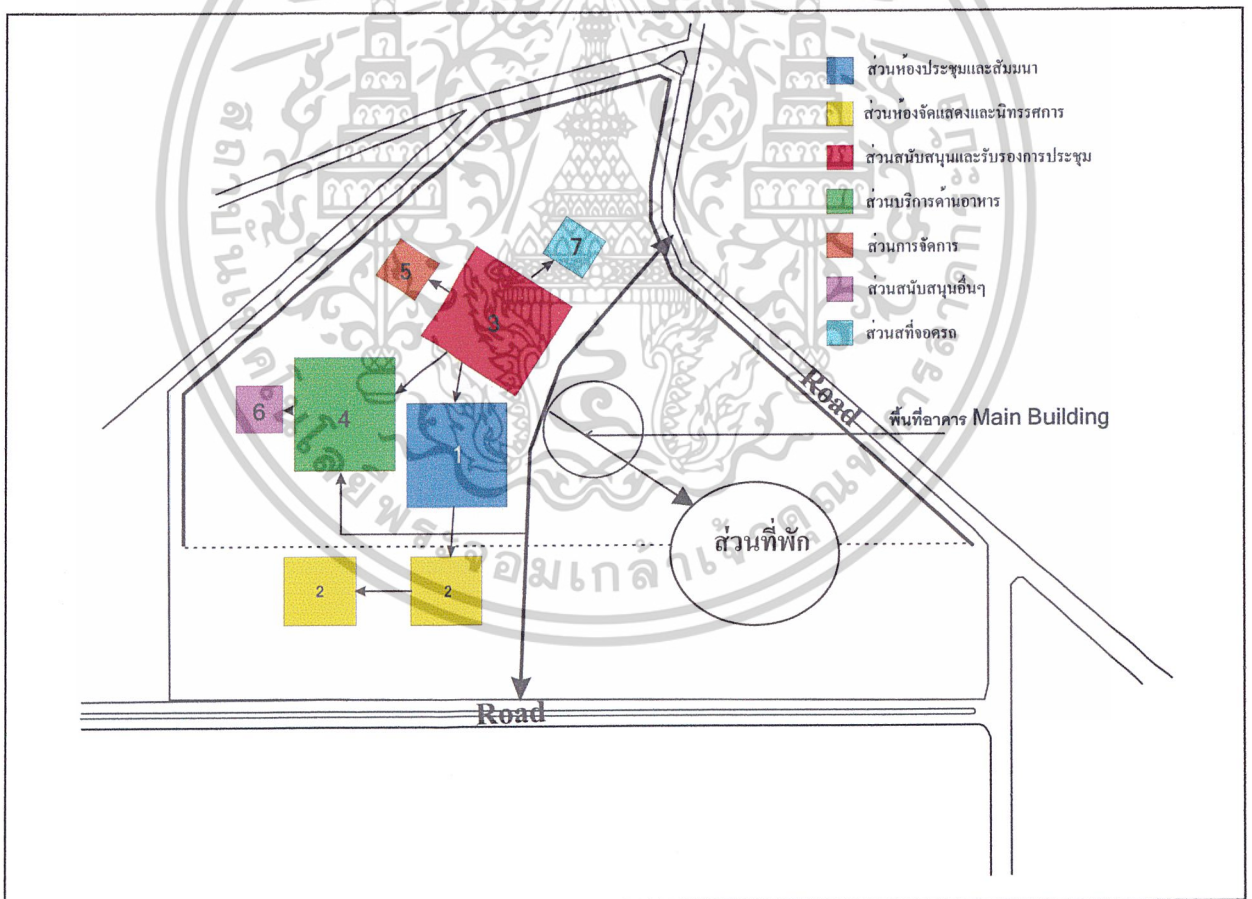 ส่วนห้องประชุมและสัมมนา
ส่วนห้องจัดแสดงและนิทรรศการ
ส่วนสนับสนุนและรับรองการประชุม
ส่วนบริการด้านอาหาร
ส่วนการจัดการ
ส่วนสนับสนุนอื่นๆ
ส่วนสที่จอดรถ
7
5
3
Road
6
4
1
พื้นที่อาคาร Main Building
ส่วนที่พัก
2
2
Road